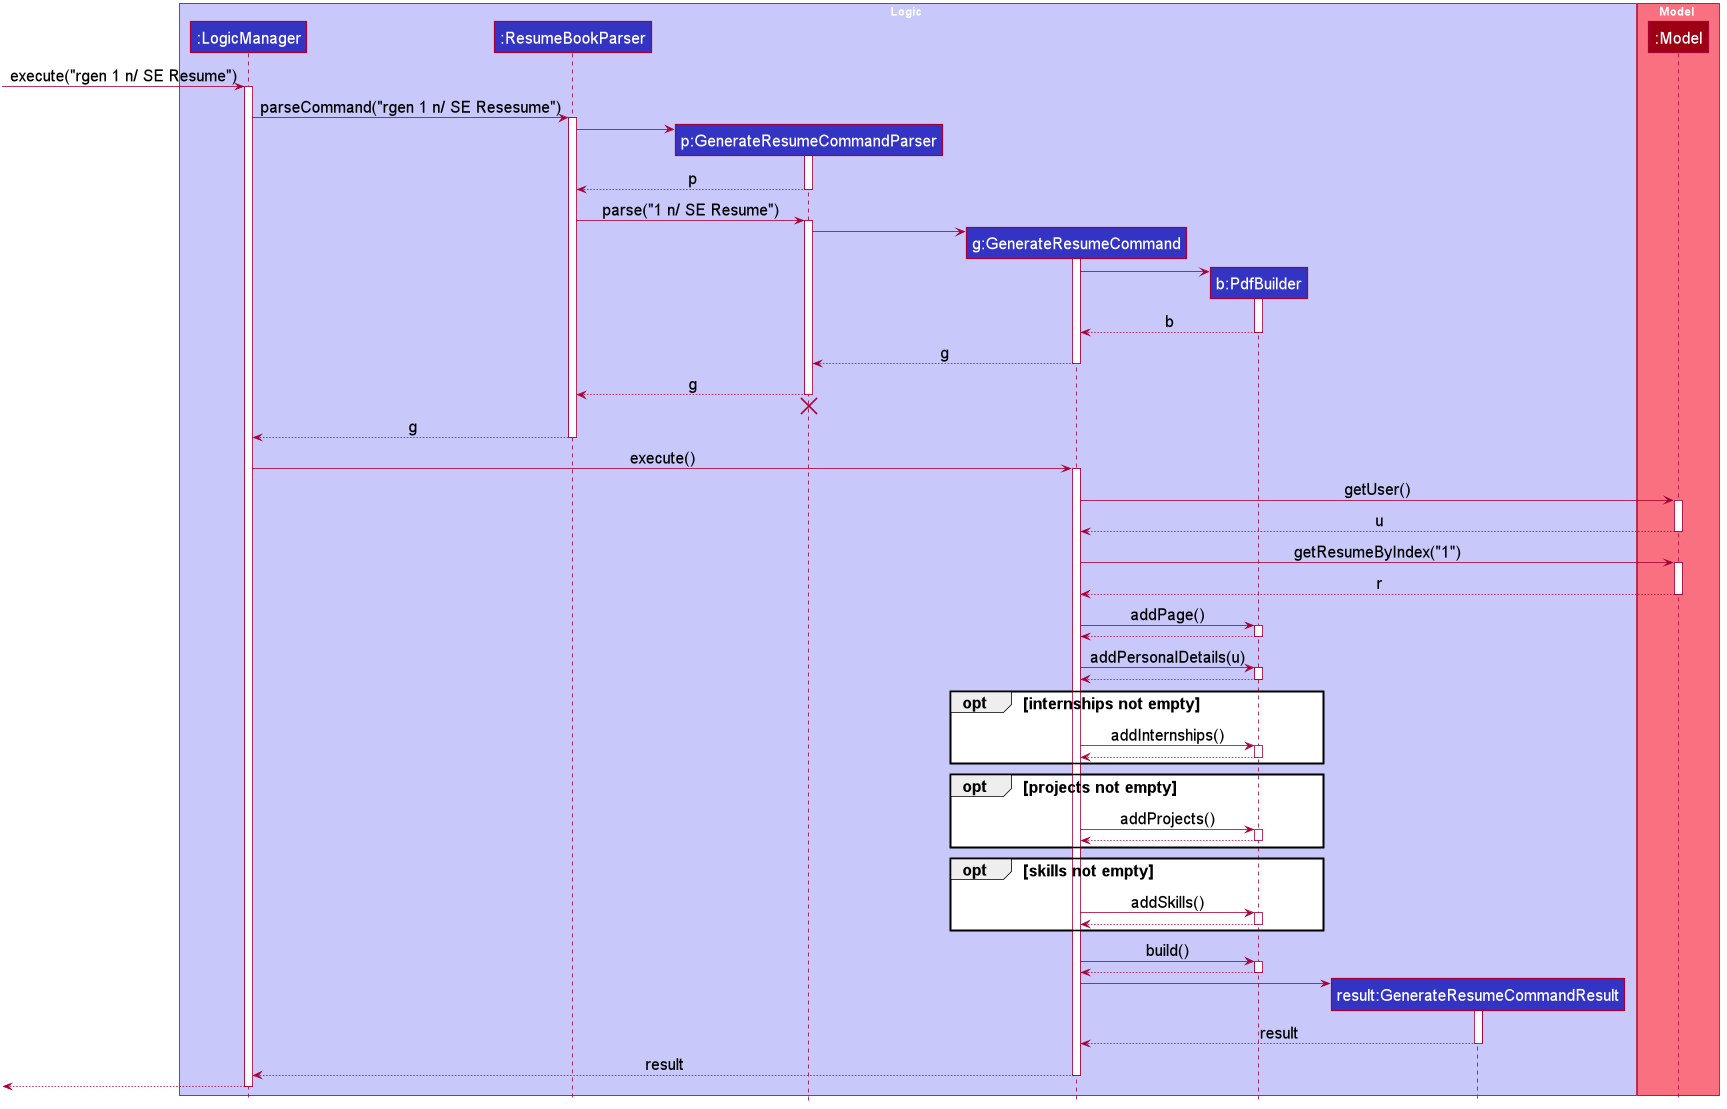 Logic
Model
:LogicManager
:ResumeBookParser
:Model
execute("rgen 1 n/ SE Resume")
parseCommand("rgen 1 n/ SE Resesume")
p:GenerateResumeCommandParser
p
parse("1 n/ SE Resume")
g:GenerateResumeCommand
b:PdfBuilder
b
g
g
g
execute()
getUser()
u
getResumeByIndex("1")
r
addPage()
addPersonalDetails(u)
opt [internships not empty]
addInternships()
opt [projects not empty]
addProjects()
opt [skills not empty]
addSkills()
build()
result:GenerateResumeCommandResult
result
result